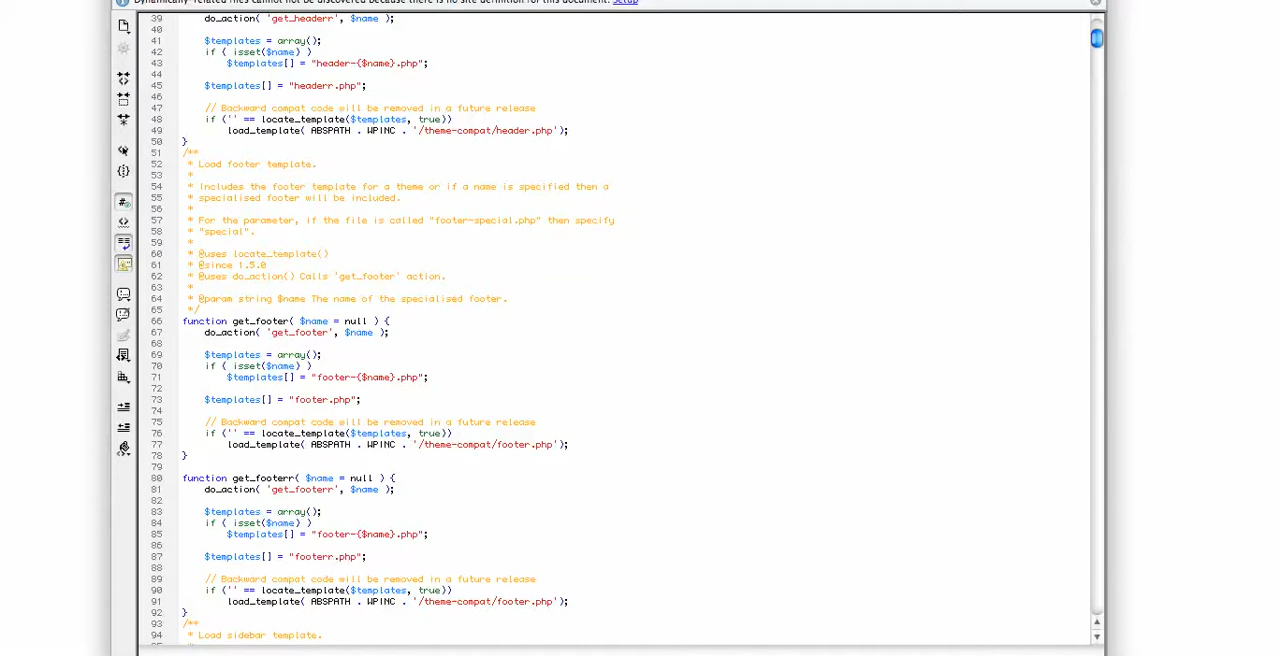 Dynamically-related files cannot be discovered because there is no site definition for this document. Setup
39 do_action( 'get_headerr', $name );
40
41 $templates = array();
42 if ( isset($name) )
43 $templates[] = "header-{$name}.php";
44
45 $templates[] = "headerr.php";
46
47 // Backward compat code will be removed in a future release
48 if ('' == locate_template($templates, true))
49 load_template( ABSPATH . WPINC . '/theme-compat/header.php');
50 }
51 /**
52 * Load footer template.
53 *
54 * Includes the footer template for a theme or if a name is specified then a
55 * specialised footer will be included.
56 *
57 * For the parameter, if the file is called "footer-special.php" then specify
58 * "special".
59 *
60 * @uses locate_template()
61 * @since 1.5.0
62 * @uses do_action() Calls 'get_footer' action.
63 *
64 * @param string $name The name of the specialised footer.
65 */
66 function get_footer( $name = null ) {
67 do_action( 'get_footer', $name );
68
69 $templates = array();
70 if ( isset($name) )
71 $templates[] = "footer-{$name}.php";
72
73 $templates[] = "footer.php";
74
75 // Backward compat code will be removed in a future release
76 if ('' == locate_template($templates, true))
77 load_template( ABSPATH . WPINC . '/theme-compat/footer.php');
78 }
79
80 function get_footerr( $name = null ) {
81 do_action( 'get_footerr', $name );
82
83 $templates = array();
84 if ( isset($name) )
85 $templates[] = "footer-{$name}.php";
86
87 $templates[] = "footerr.php";
88
89 // Backward compat code will be removed in a future release
90 if ('' == locate_template($templates, true))
91 load_template( ABSPATH . WPINC . '/theme-compat/footer.php');
92 }
93 /**
94 * Load sidebar template.